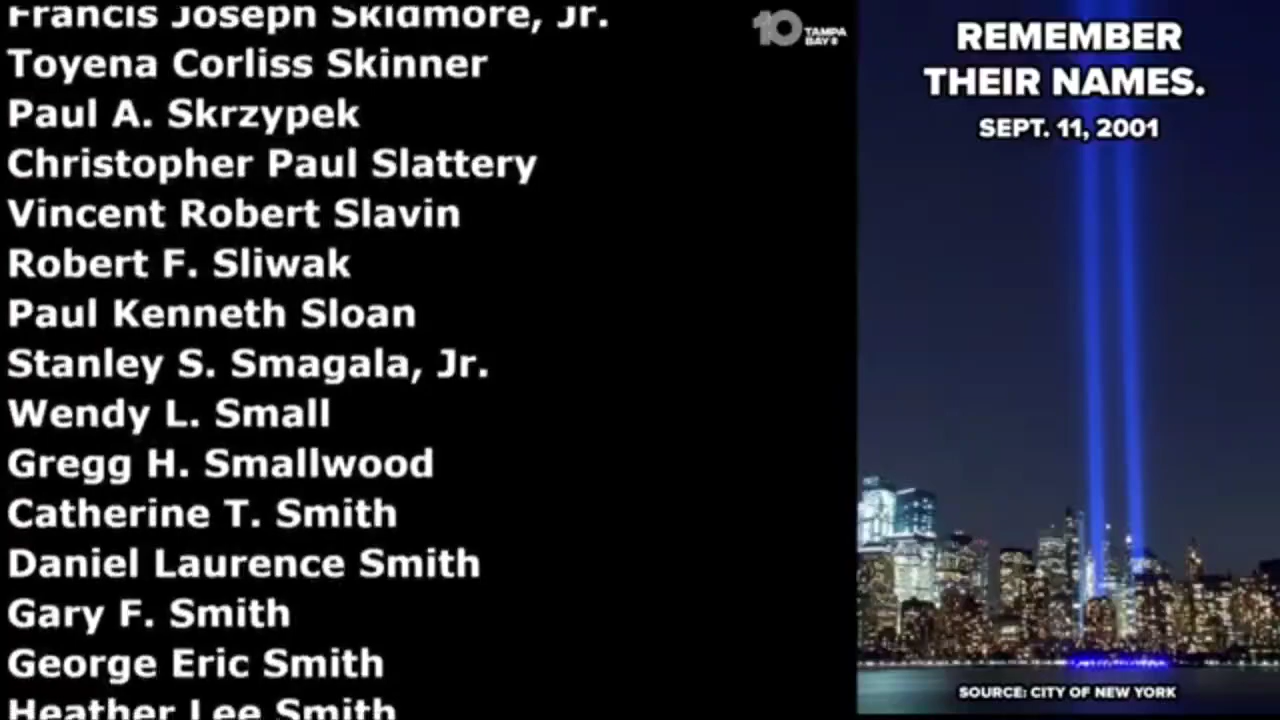 Francis Joseph Skidmore, Jr.
Toyena Corliss Skinner
Paul A. Skrzypek
Christopher Paul Slattery
Vincent Robert Slavin
Robert F. Sliwak
Paul Kenneth Sloan
Stanley S. Smagala, Jr.
Wendy L. Small
Gregg H. Smallwood
Catherine T. Smith
Daniel Laurence Smith
Gary F. Smith
George Eric Smith
Heather Lee Smith
10 TAMPA
BAY
REMEMBER
THEIR NAMES.
SEPT. 11, 2001
SOURCE: CITY OF NEW YORK